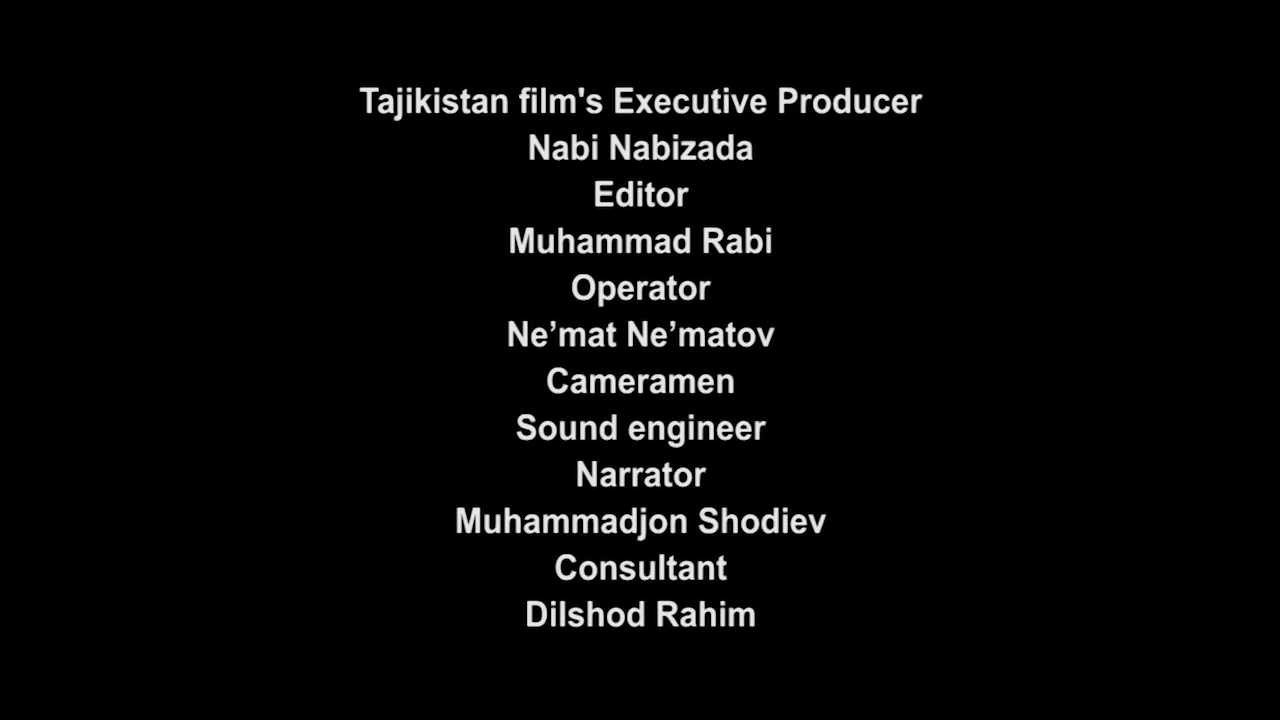 Tajikistan film's Executive Producer
Nabi Nabizada
Editor
Muhammad Rabi
Operator
Ne’mat Ne’matov
Cameramen
Sound engineer
Narrator
Muhammadjon Shodiev
Consultant
Dilshod Rahim